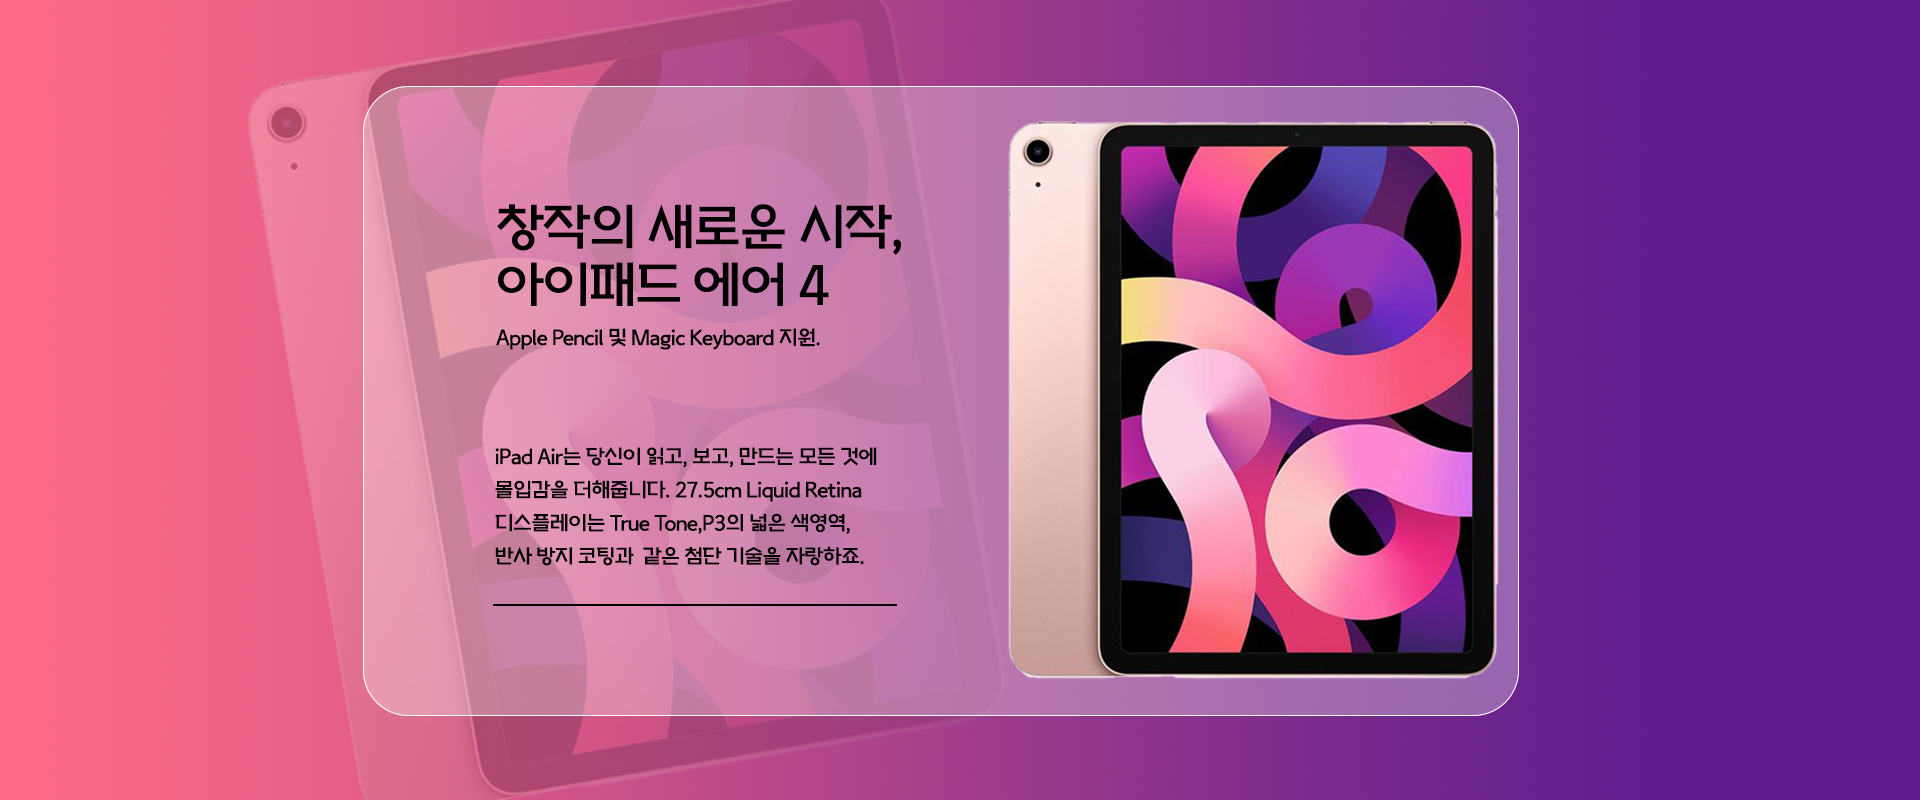 창작의 새로운 시작,
아이패드 에어 4
Apple Pencil 및 Magic Keyboard 지원.
iPad Air는 당신이 읽고, 보고, 만드는 모든 것에
몰입감을 더해줍니다. 27.5cm Liquid Retina
디스플레이는 True Tone,P3의 넓은 색영역,
반사 방지 코팅과  같은 첨단 기술을 자랑하죠.